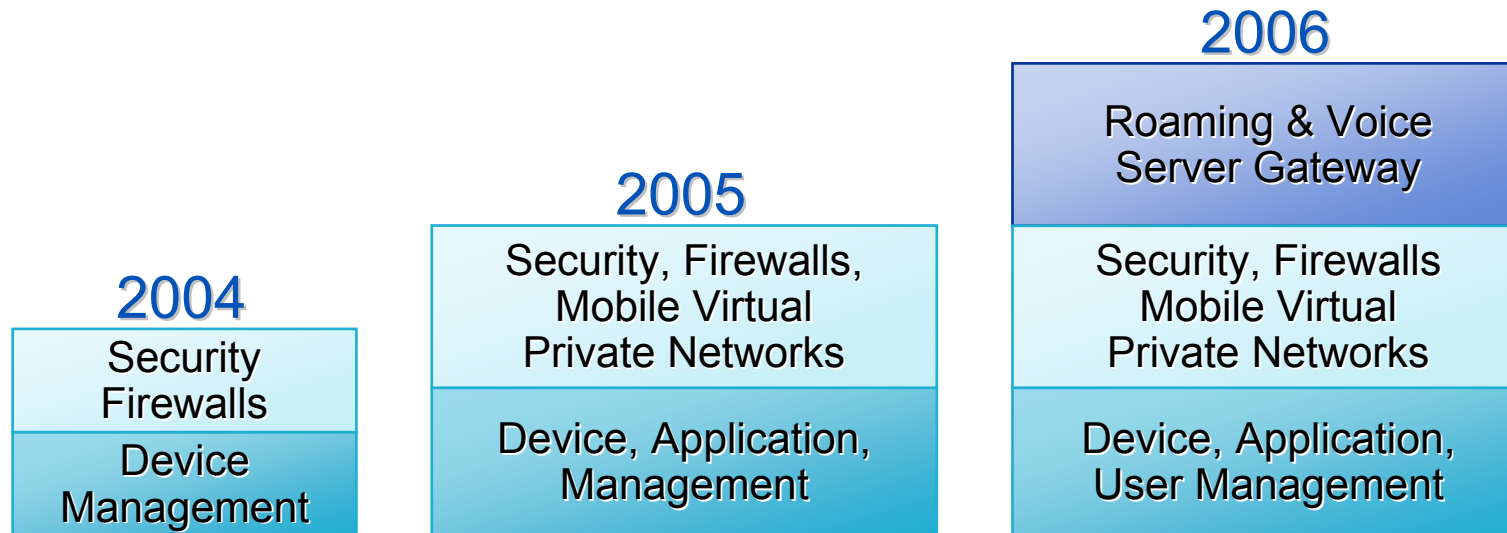 2004
Security
Firewalls
Device
Management
2005
Security, Firewalls,
Mobile Virtual
Private Networks
Device, Application,
Management
2006
Roaming & Voice
Server Gateway
Security, Firewalls
Mobile Virtual
Private Networks
Device, Application,
User Management